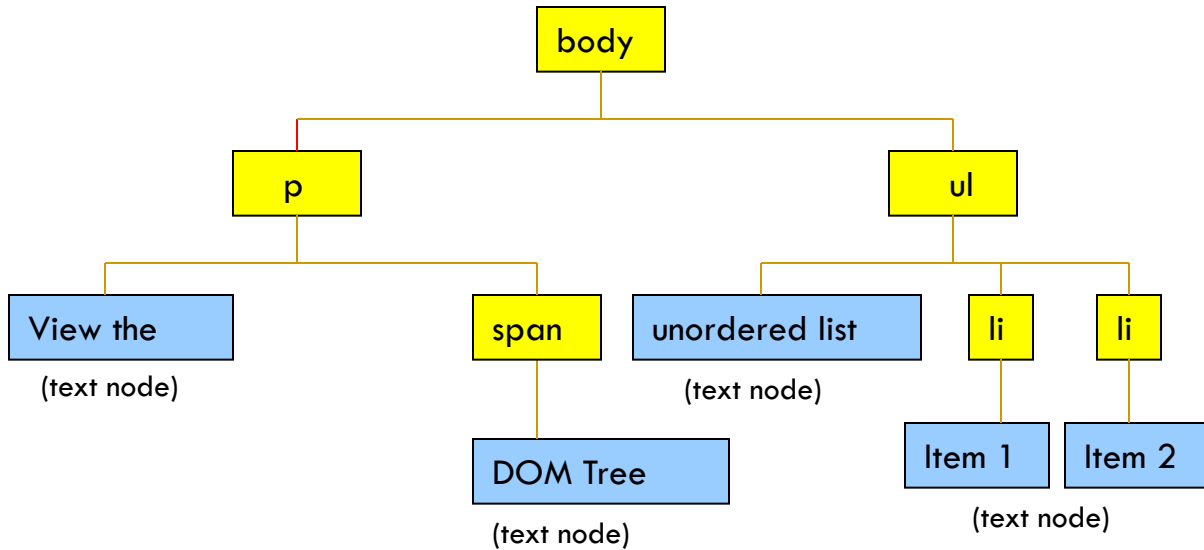 body
p
ul
View the
span
unordered list
li
li
(text node)
(text node)
Item 1
Item 2
DOM Tree
(text node)
(text node)